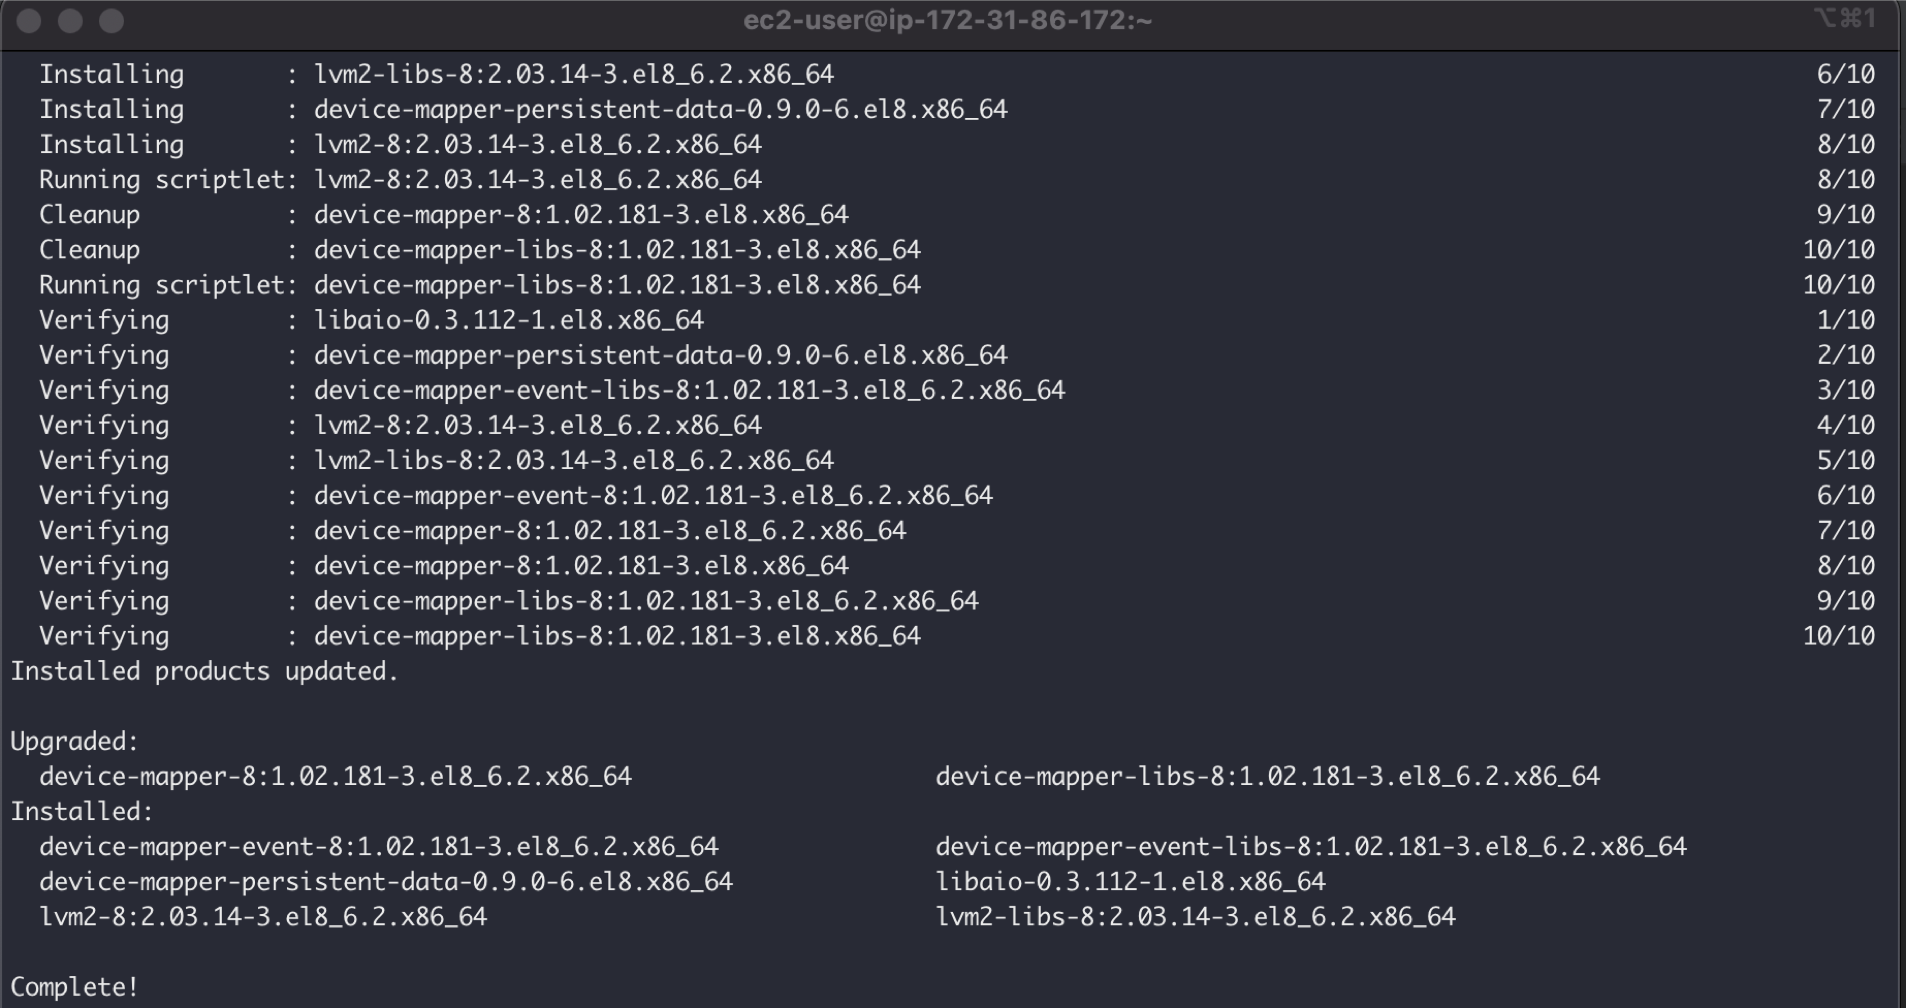 ec2-user@ip-172-31-86-172:~ ⌥⌘1
Installing : lvm2-libs-8:2.03.14-3.el8_6.2.x86_64 6/10
Installing : device-mapper-persistent-data-0.9.0-6.el8.x86_64 7/10
Installing : lvm2-8:2.03.14-3.el8_6.2.x86_64 8/10
Running scriptlet: lvm2-8:2.03.14-3.el8_6.2.x86_64 8/10
Cleanup : device-mapper-8:1.02.181-3.el8.x86_64 9/10
Cleanup : device-mapper-libs-8:1.02.181-3.el8.x86_64 10/10
Running scriptlet: device-mapper-libs-8:1.02.181-3.el8.x86_64 10/10
Verifying : libaio-0.3.112-1.el8.x86_64 1/10
Verifying : device-mapper-persistent-data-0.9.0-6.el8.x86_64 2/10
Verifying : device-mapper-event-libs-8:1.02.181-3.el8_6.2.x86_64 3/10
Verifying : lvm2-8:2.03.14-3.el8_6.2.x86_64 4/10
Verifying : lvm2-libs-8:2.03.14-3.el8_6.2.x86_64 5/10
Verifying : device-mapper-event-8:1.02.181-3.el8_6.2.x86_64 6/10
Verifying : device-mapper-8:1.02.181-3.el8_6.2.x86_64 7/10
Verifying : device-mapper-8:1.02.181-3.el8.x86_64 8/10
Verifying : device-mapper-libs-8:1.02.181-3.el8_6.2.x86_64 9/10
Verifying : device-mapper-libs-8:1.02.181-3.el8.x86_64 10/10
Installed products updated.
Upgraded:
device-mapper-8:1.02.181-3.el8_6.2.x86_64 device-mapper-libs-8:1.02.181-3.el8_6.2.x86_64
Installed:
device-mapper-event-8:1.02.181-3.el8_6.2.x86_64 device-mapper-event-libs-8:1.02.181-3.el8_6.2.x86_64
device-mapper-persistent-data-0.9.0-6.el8.x86_64 libaio-0.3.112-1.el8.x86_64
lvm2-8:2.03.14-3.el8_6.2.x86_64 lvm2-libs-8:2.03.14-3.el8_6.2.x86_64
Complete!